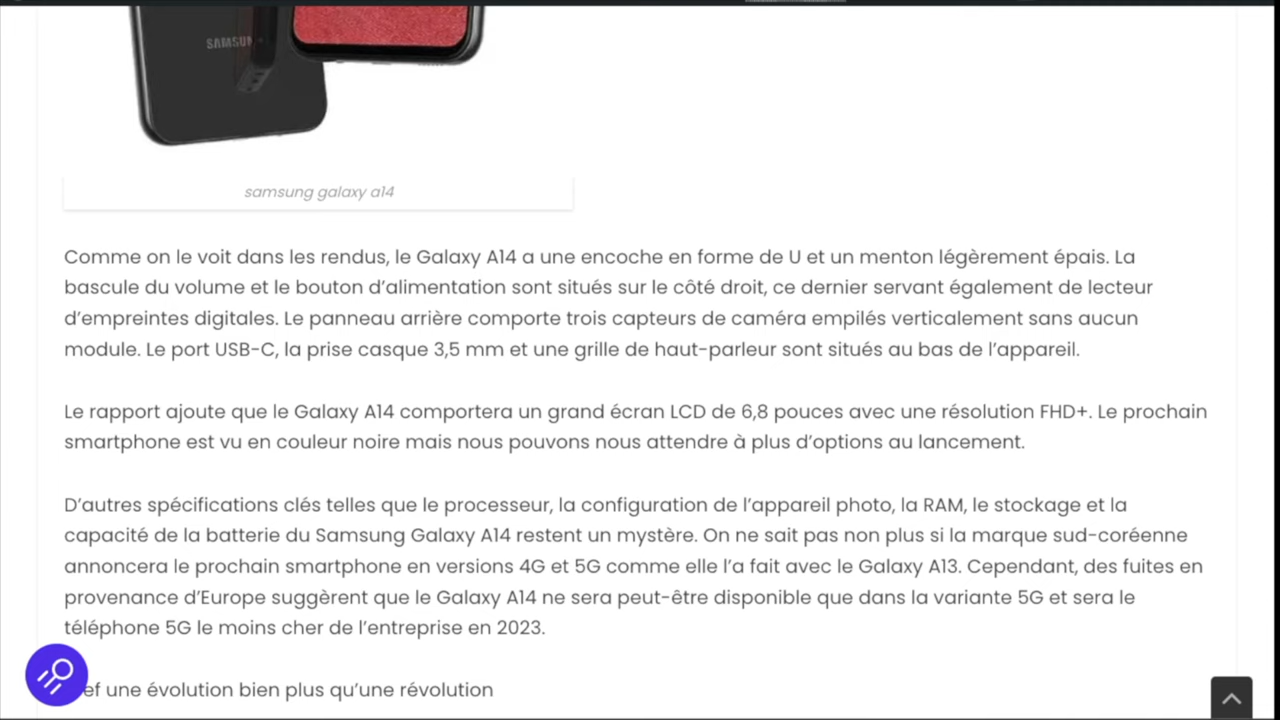 SAMSUN
samsung galaxy a14
Comme on le voit dans les rendus, le Galaxy A14 a une encoche en forme de U et un menton légèrement épais. La
bascule du volume et le bouton d’alimentation sont situés sur le côté droit, ce dernier servant également de lecteur
d’empreintes digitales. Le panneau arrière comporte trois capteurs de caméra empilés verticalement sans aucun
module. Le port USB-C, la prise casque 3,5 mm et une grille de haut-parleur sont situés au bas de l’appareil.
Le rapport ajoute que le Galaxy A14 comportera un grand écran LCD de 6,8 pouces avec une résolution FHD+. Le prochain
smartphone est vu en couleur noire mais nous pouvons nous attendre à plus d’options au lancement.
D’autres spécifications clés telles que le processeur, la configuration de l’appareil photo, la RAM, le stockage et la
capacité de la batterie du Samsung Galaxy A14 restent un mystère. On ne sait pas non plus si la marque sud-coréenne
annoncera le prochain smartphone en versions 4G et 5G comme elle l’a fait avec le Galaxy A13. Cependant, des fuites en
provenance d’Europe suggèrent que le Galaxy A14 ne sera peut-être disponible que dans la variante 5G et sera le
téléphone 5G le moins cher de l’entreprise en 2023.
ef une évolution bien plus qu’une révolution